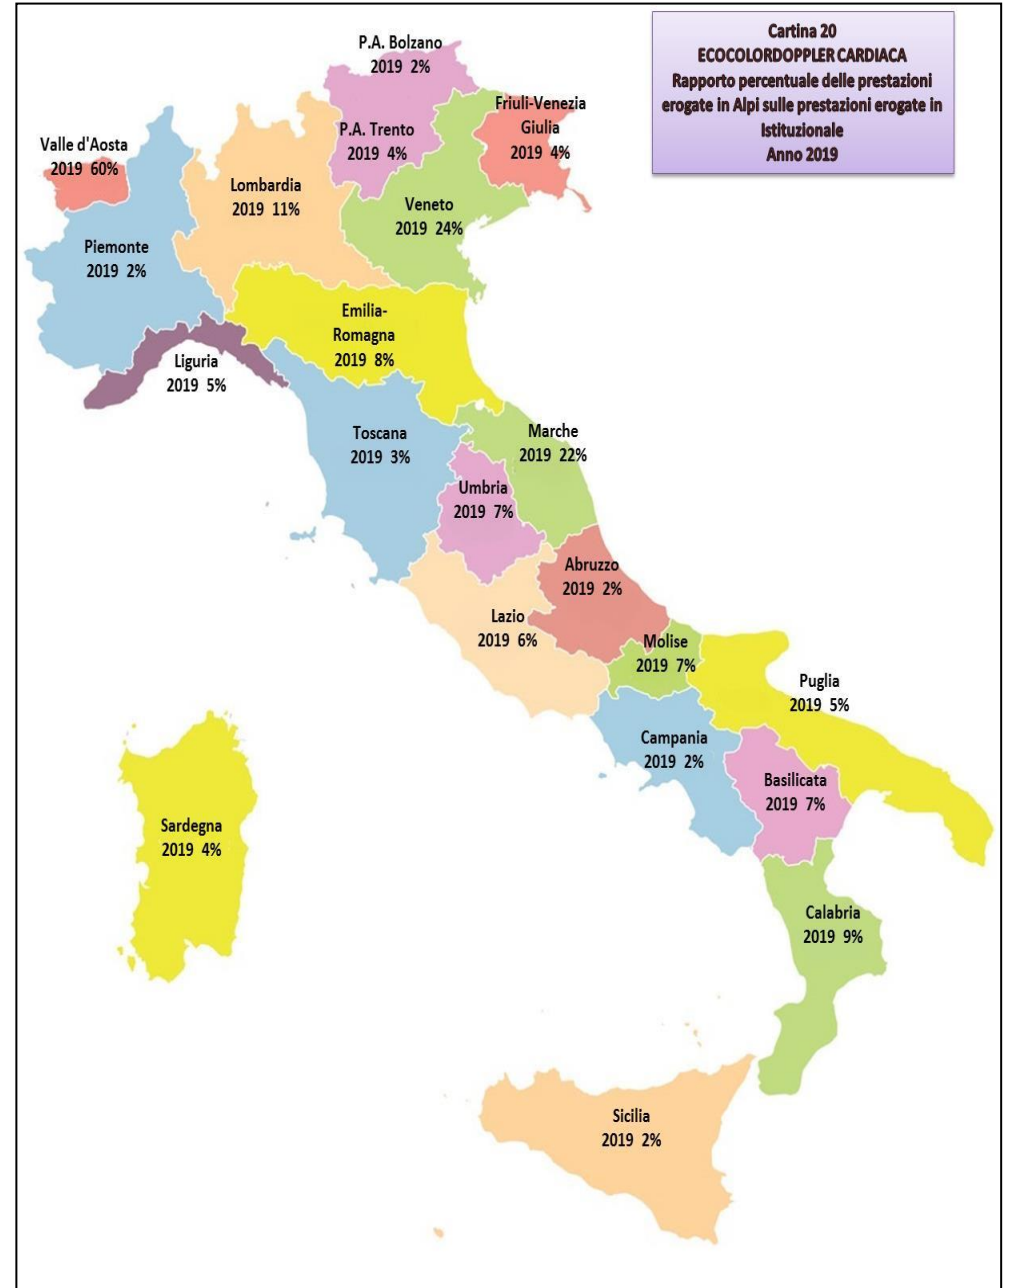 Cartina 20
ECOCOLORDOPPLER CARDIACA
Rapporto percentuale delle prestazioni
erogate in Alpi sulle prestazioni erogate in
Istituzionale
Anno 2019
P.A. Bolzano
2019 2%
Friuli-Venezia
Giulia
2019 4%
P.A. Trento
2019 4%
Valle d'Aosta
2019 60%
Lombardia
2019 11%
Veneto
2019 24%
Piemonte
2019 2%
Emilia-
Romagna
2019 8%
Liguria
2019 5%
Toscana
2019 3%
Marche
2019 22%
Umbria
2019 7%
Abruzzo
2019 2%
Lazio
2019 6%
Molise
2019 7%
Puglia
2019 5%
Campania
2019 2%
Basilicata
2019 7%
Sardegna
2019 4%
Calabria
2019 9%
Sicilia
2019 2%